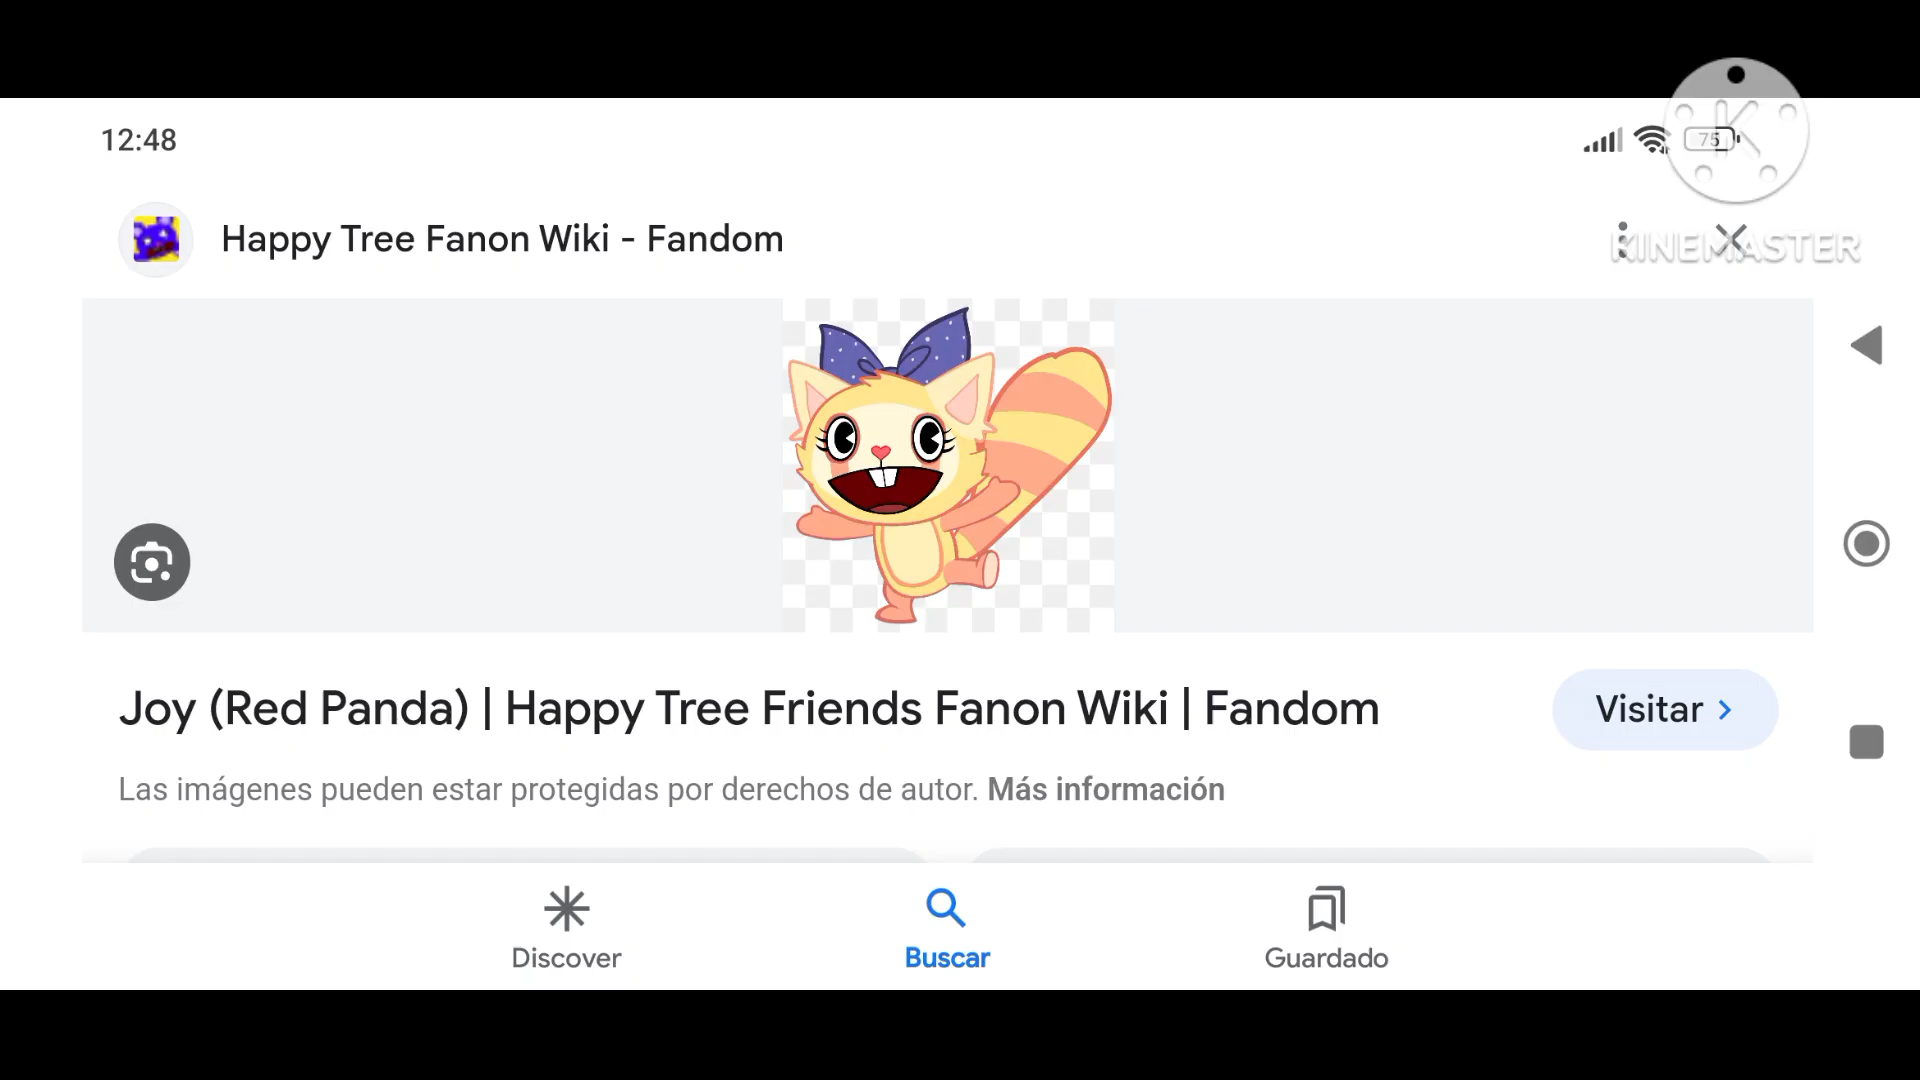 12:48
75
KINEMASTER
Happy Tree Fanon Wiki - Fandom
Joy (Red Panda) | Happy Tree Friends Fanon Wiki | Fandom
Visitar
Las imágenes pueden estar protegidas por derechos de autor. Más información
Discover
Buscar
Guardado